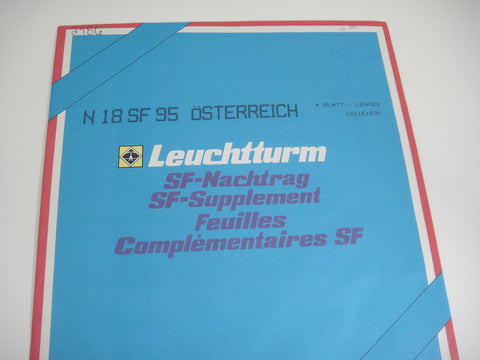 N 18 SF 95 ÖSTERREICH
4 BLATT / LEAVES
Leuchtturm
SF-Nachtrag
SF-Supplement
Feuilles
Complémentaires SF